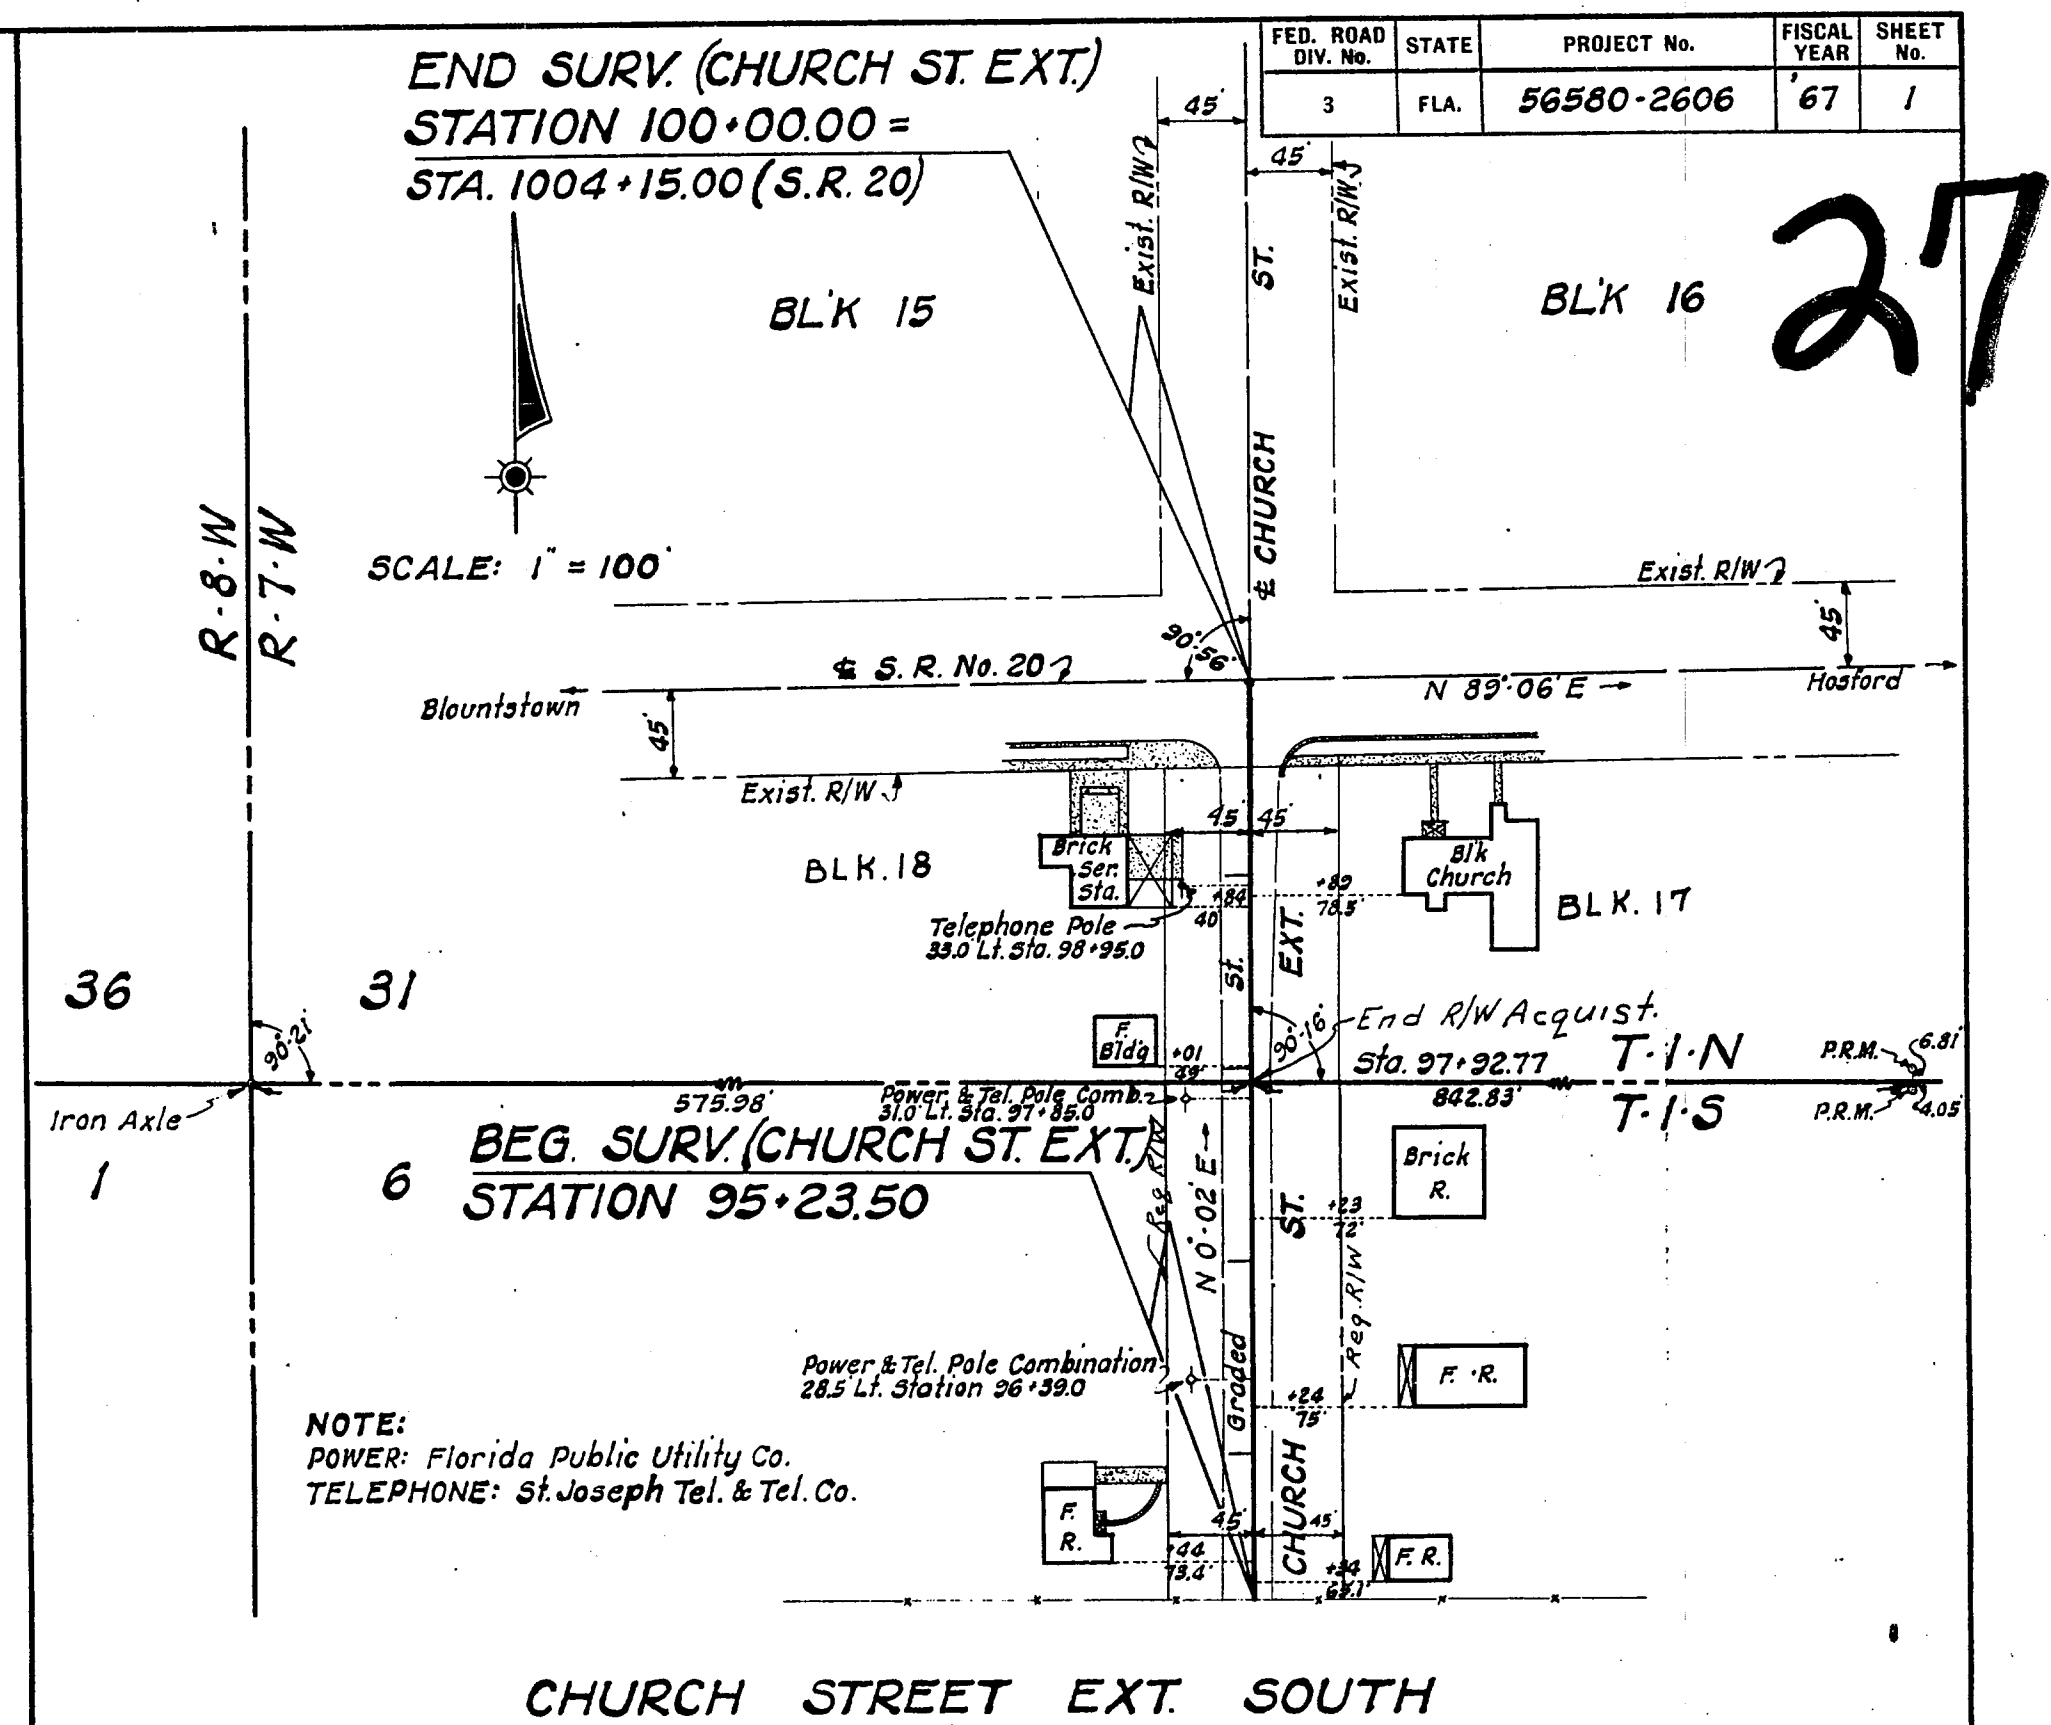 FED. ROAD DIV. No.
STATE
PROJECT No.
FISCAL YEAR
SHEET No.
3
FLA.
56580-2606
'67
1
27
END SURV. (CHURCH ST. EXT.)
STATION 100+00.00 =
STA. 1004+15.00 (S.R. 20)
45'
45'
Exist. R/W
Exist. R/W
BL'K 15
BL'K 16
℄ CHURCH ST.
R·8·W
R·7·W
SCALE: 1" = 100'
Exist. R/W
45'
90°·56'
℄ S.R. No. 20
N 89°·06' E
Hosford
Blountstown
45'
Exist. R/W
45'
45'
Brick Ser. Sta.
Blk Church
BLK. 18
BLK. 17
+89
78.5'
+84
40'
Telephone Pole
33.0' Lt. Sta. 98+95.0
St.
EXT.
36
31
90°·21'
F. Bldg
+01
49'
90°·16'
End R/W Acquist.
Sta. 97+92.77
T·1·N
P.R.M.
6.81'
Iron Axle
575.98'
Power & Tel. Pole Comb.
31.0' Lt. Sta. 97+85.0
842.83'
T·1·S
P.R.M.
4.05'
1
6
BEG. SURV. (CHURCH ST. EXT.)
STATION 95+23.50
Req. R/W
N 0°·02' E
ST.
Brick R.
+23
72'
Req. R/W
Power & Tel. Pole Combination
28.5' Lt. Station 96+39.0
Graded
+24
75'
F. R.
NOTE:
POWER: Florida Public Utility Co.
TELEPHONE: St. Joseph Tel. & Tel. Co.
F. R.
CHURCH
45'
45'
+44
73.4'
+34
65.1'
F. R.
CHURCH STREET EXT. SOUTH